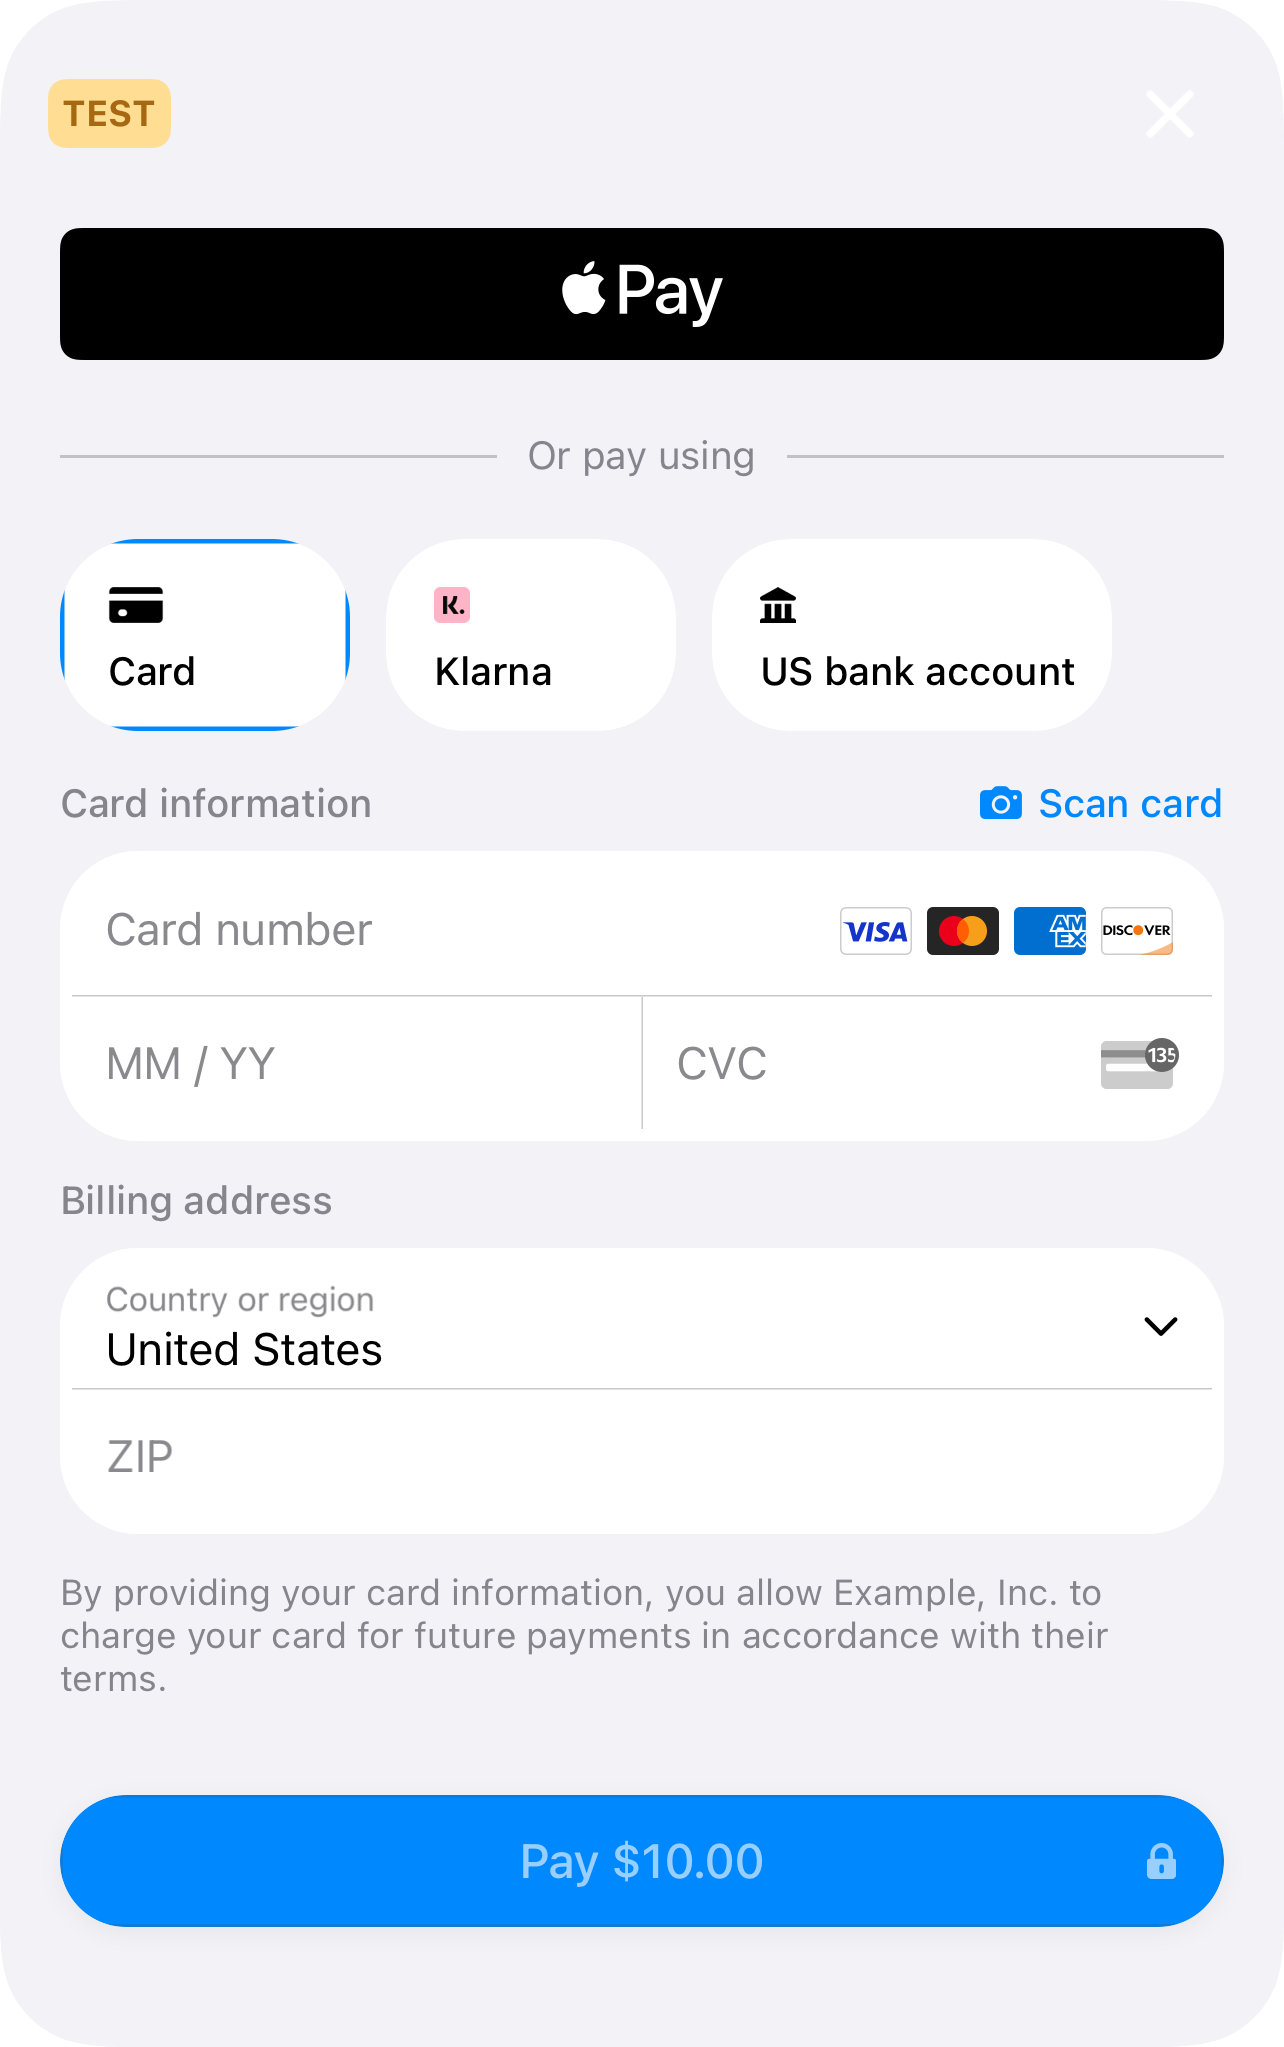 TEST
Pay
Or pay using
K.
Card
Klarna
US bank account
Card information
Scan card
Card number
VISA
AM
EX
DISCOVER
MM / YY
CVC
135
Billing address
Country or region
United States
ZIP
By providing your card information, you allow Example, Inc. to
charge your card for future payments in accordance with their
terms.
Pay $10.00